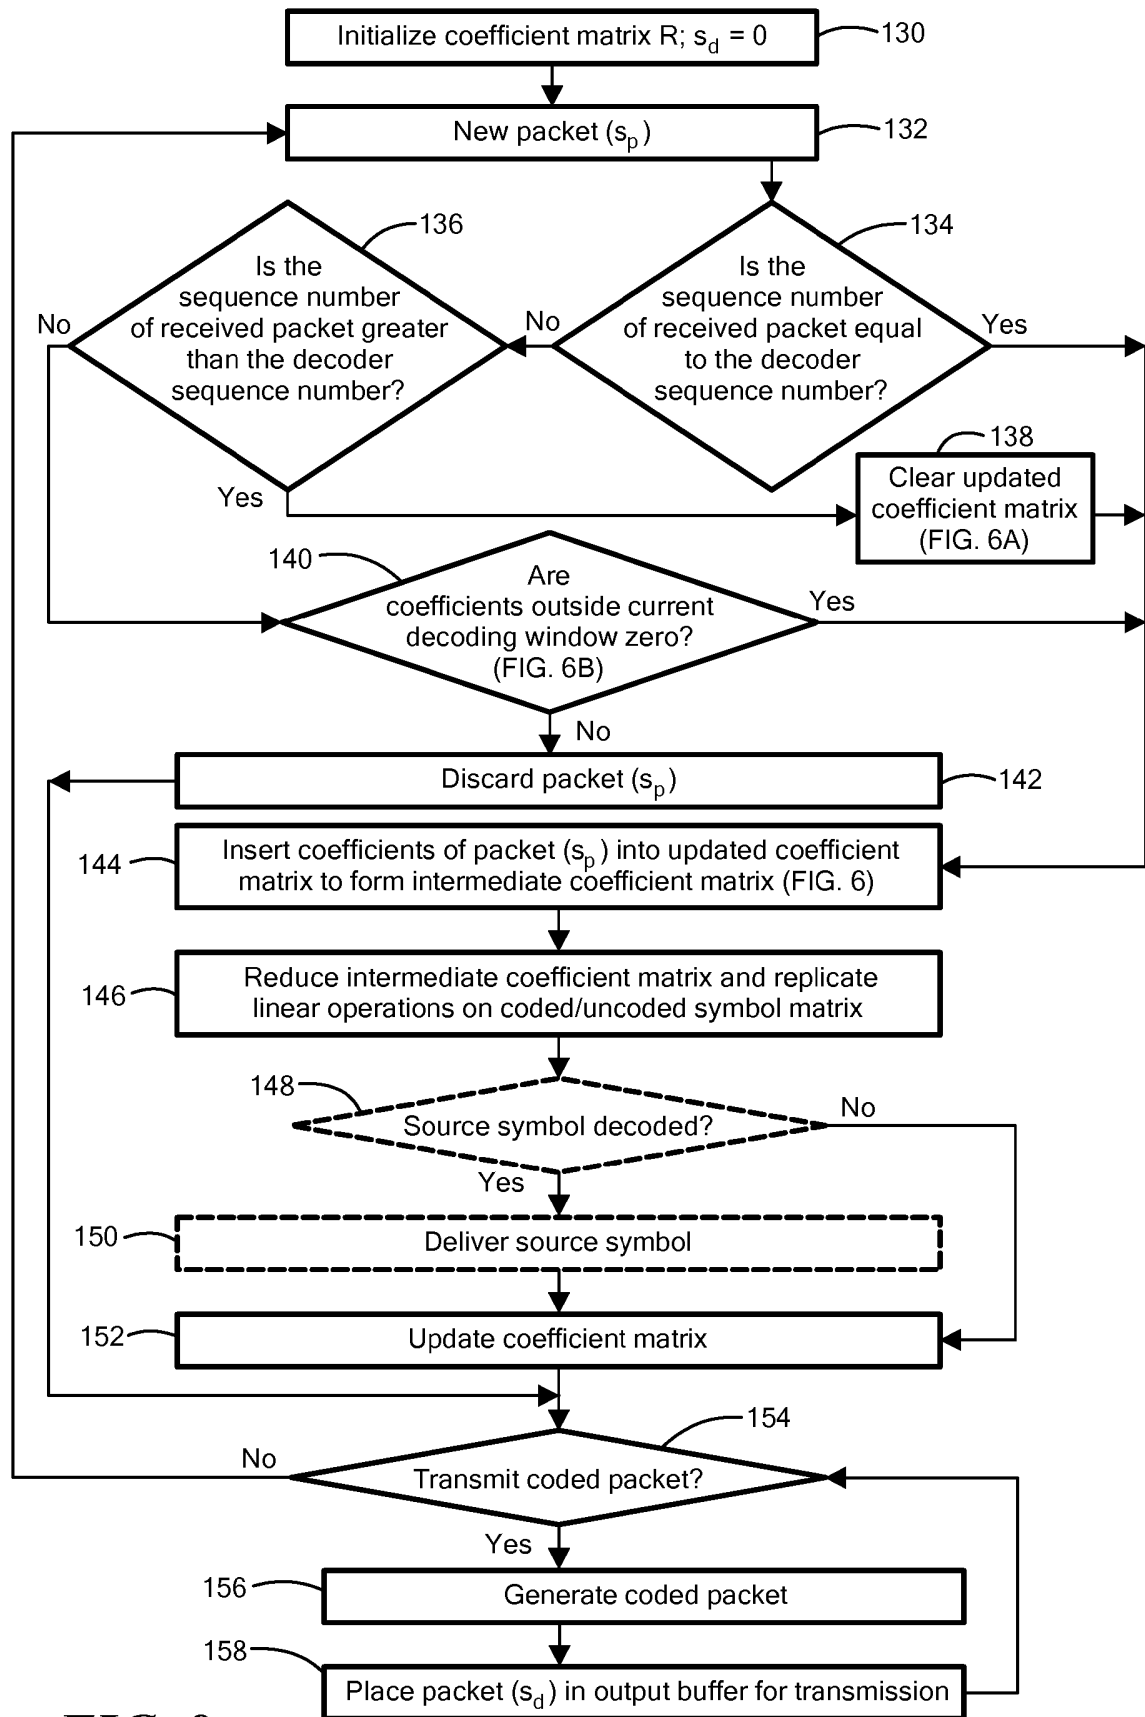 Initialize coefficient matrix R; s_d = 0
130
New packet (s_p)
132
136
134
Is the
sequence number
of received packet greater
than the decoder
sequence number?
Is the
sequence number
of received packet equal
to the decoder
sequence number?
No
No
Yes
138
Clear updated
coefficient matrix
(FIG. 6A)
Yes
140
Are
coefficients outside current
decoding window zero?
(FIG. 6B)
Yes
No
Discard packet (s_p)
142
144
Insert coefficients of packet (s_p) into updated coefficient
matrix to form intermediate coefficient matrix (FIG. 6)
146
Reduce intermediate coefficient matrix and replicate
linear operations on coded/uncoded symbol matrix
148
Source symbol decoded?
No
Yes
150
Deliver source symbol
152
Update coefficient matrix
154
No
Transmit coded packet?
Yes
156
Generate coded packet
158
Place packet (s_d) in output buffer for transmission